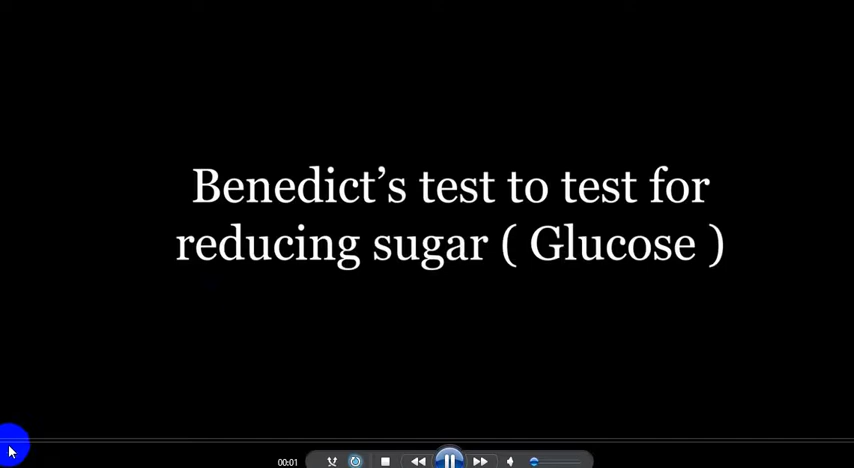 Benedict’s test to test for
reducing sugar ( Glucose )
00:01